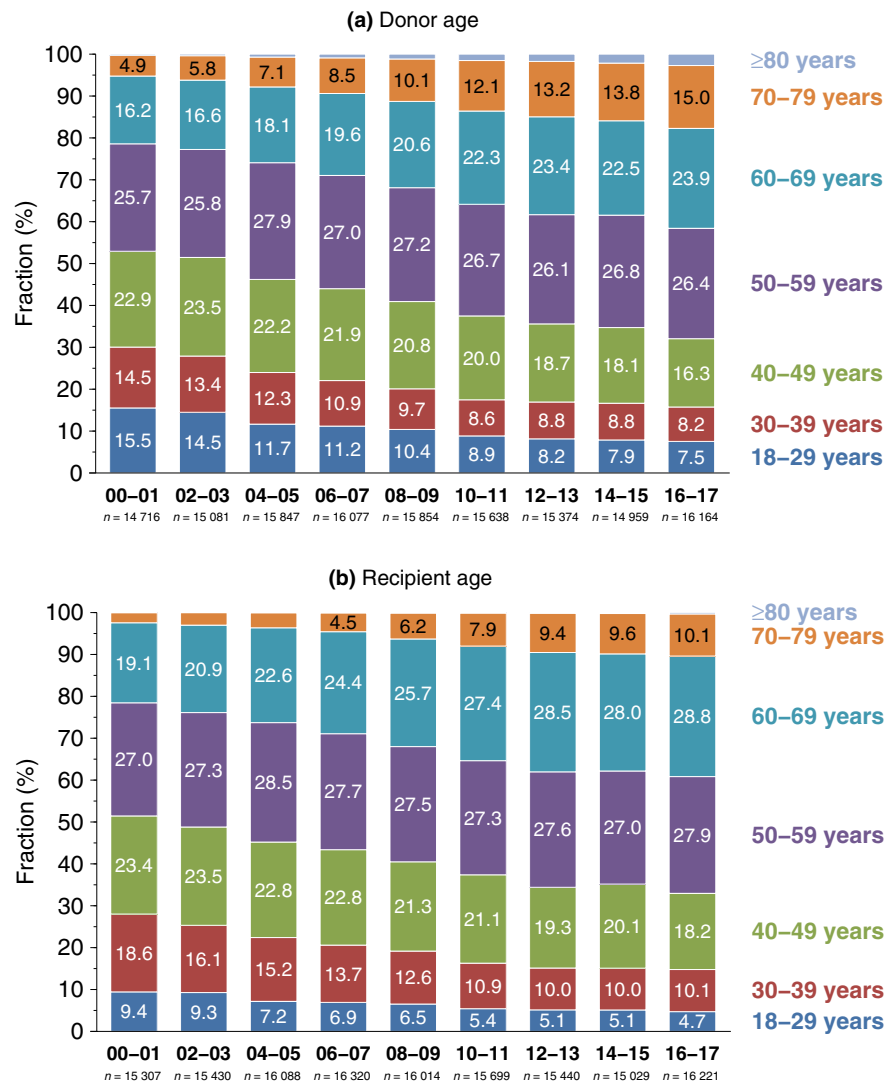 (a) Donor age
Fraction (%)
100
90
80
70
60
50
40
30
20
10
0
4.9 5.8 7.1 8.5 10.1 12.1 13.2 13.8 15.0
16.2 16.6 18.1 19.6 20.6 22.3 23.4 22.5 23.9
25.7 25.8 27.9 27.0 27.2 26.7 26.1 26.8 26.4
22.9 23.5 22.2 21.9 20.8 20.0 18.7 18.1 16.3
14.5 13.4 12.3 10.9 9.7 8.6 8.8 8.8 8.2
15.5 14.5 11.7 11.2 10.4 8.9 8.2 7.9 7.5
≥80 years
70–79 years
60–69 years
50–59 years
40–49 years
30–39 years
18–29 years
00–01 02–03 04–05 06–07 08–09 10–11 12–13 14–15 16–17
n = 14 716 n = 15 081 n = 15 847 n = 16 077 n = 15 854 n = 15 638 n = 15 374 n = 14 959 n = 16 164
(b) Recipient age
Fraction (%)
100
90
80
70
60
50
40
30
20
10
0
4.5 6.2 7.9 9.4 9.6 10.1
19.1 20.9 22.6 24.4 25.7 27.4 28.5 28.0 28.8
27.0 27.3 28.5 27.7 27.5 27.3 27.6 27.0 27.9
23.4 23.5 22.8 22.8 21.3 21.1 19.3 20.1 18.2
18.6 16.1 15.2 13.7 12.6 10.9 10.0 10.0 10.1
9.4 9.3 7.2 6.9 6.5 5.4 5.1 5.1 4.7
≥80 years
70–79 years
60–69 years
50–59 years
40–49 years
30–39 years
18–29 years
00–01 02–03 04–05 06–07 08–09 10–11 12–13 14–15 16–17
n = 15 307 n = 15 430 n = 16 088 n = 16 320 n = 16 014 n = 15 699 n = 15 440 n = 15 029 n = 16 221